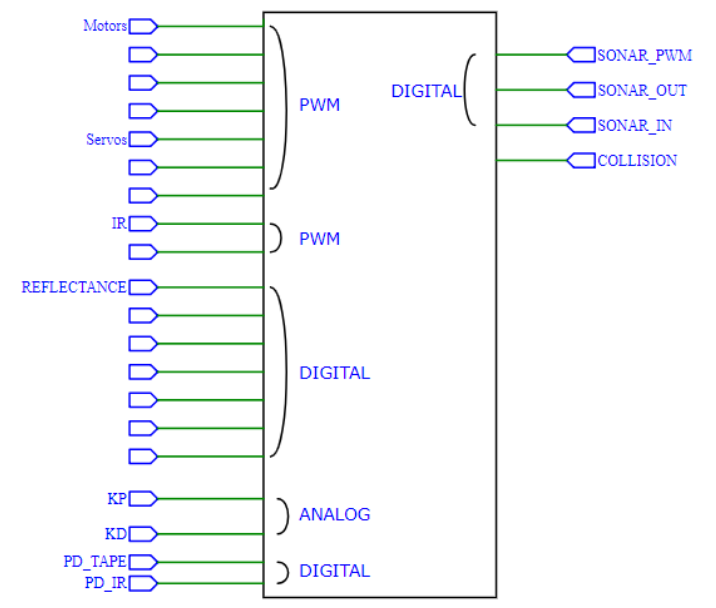 Motors
Servos
IR
REFLECTANCE
KP
KD
PD_TAPE
PD_IR
PWM
PWM
DIGITAL
ANALOG
DIGITAL
DIGITAL
SONAR_PWM
SONAR_OUT
SONAR_IN
COLLISION